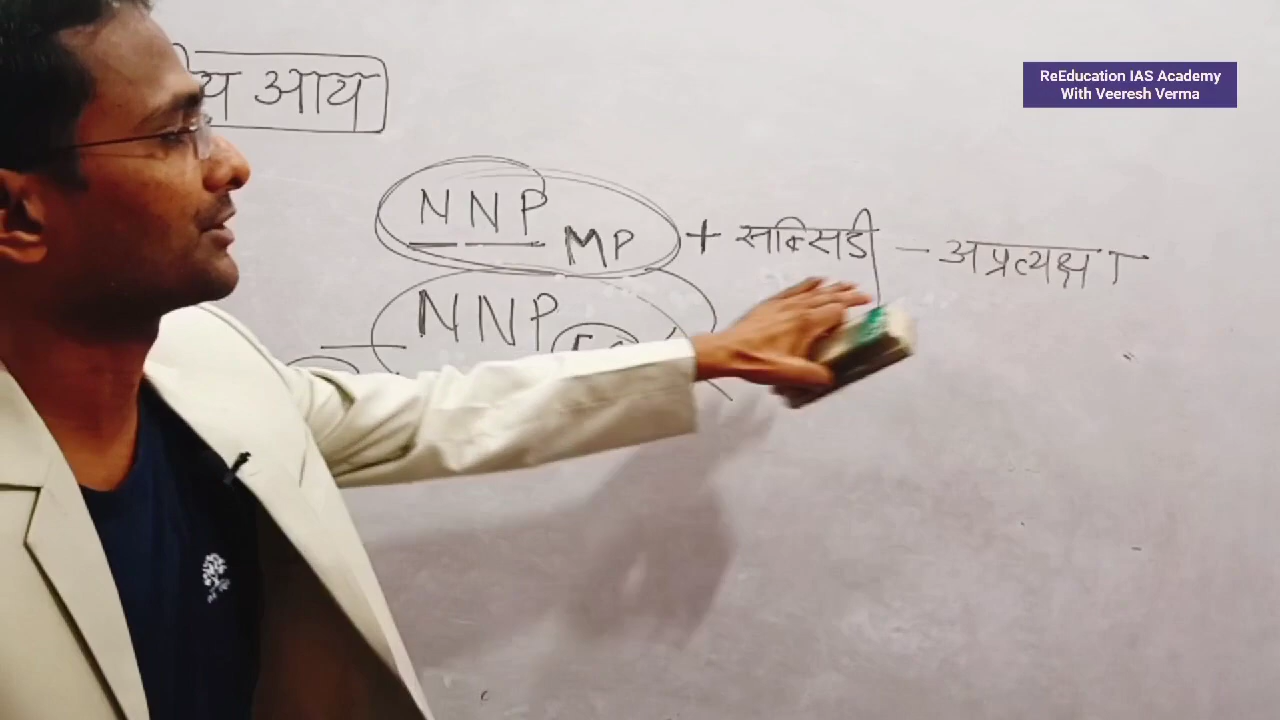 ReEducation IAS Academy
With Veeresh Verma
य आय
NNP MP + सब्सिडी - अप्रत्यक्ष T
NNP